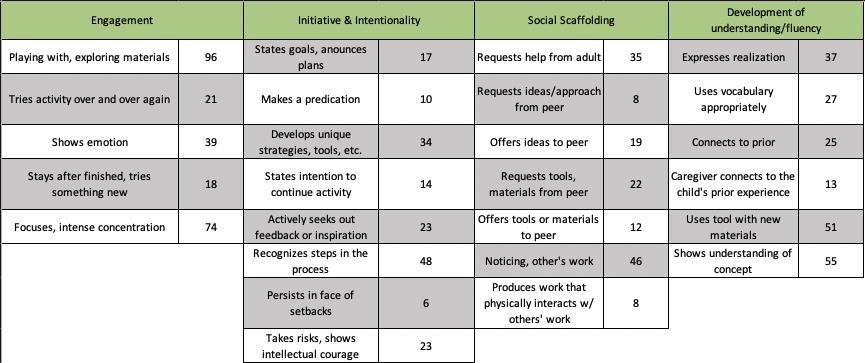 Engagement
Initiative & Intentionality
Social Scaffolding
Development of
understanding/fluency
Playing with, exploring materials
96
States goals, anounces
plans
17
Requests help from adult
35
Expresses realization
37
Tries activity over and over again
21
Makes a predication
10
Requests ideas/approach
from peer
8
Uses vocabulary
appropriately
27
Shows emotion
39
Develops unique
strategies, tools, etc.
34
Offers ideas to peer
19
Connects to prior
25
Stays after finished, tries
something new
18
States intention to
continue activity
14
Requests tools,
materials from peer
22
Caregiver connects to the
child's prior experience
13
Focuses, intense concentration
74
Actively seeks out
feedback or inspiration
23
Offers tools or materials
to peer
12
Uses tool with new
materials
51
Recognizes steps in the
process
48
Noticing, other's work
46
Shows understanding of
concept
55
Persists in face of
setbacks
6
Produces work that
physically interacts w/
others' work
8
Takes risks, shows
intellectual courage
23